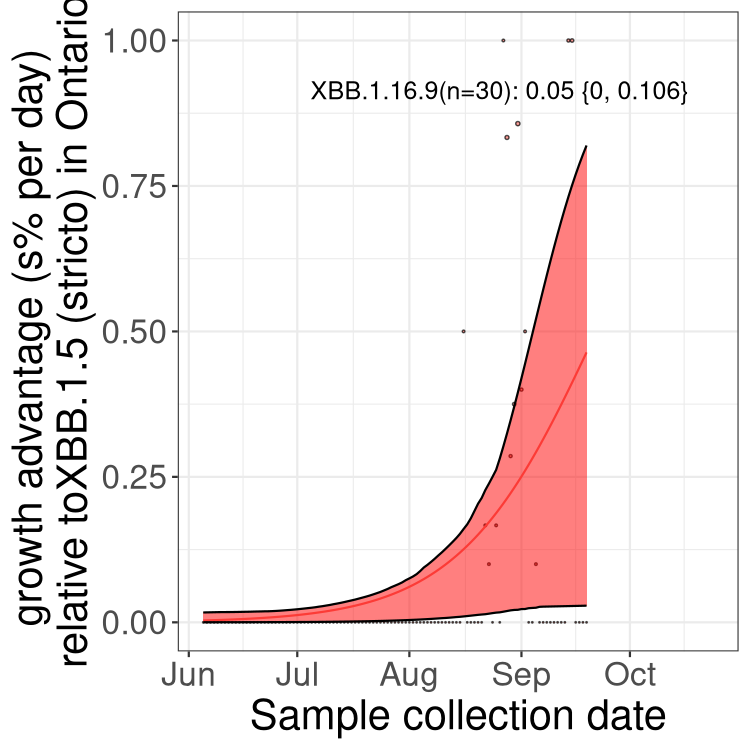 growth advantage (s% per day)
relative toXBB.1.5 (stricto) in Ontario
1.00
0.75
0.50
0.25
0.00
XBB.1.16.9(n=30): 0.05 {0, 0.106}
Jun Jul Aug Sep Oct
Sample collection date